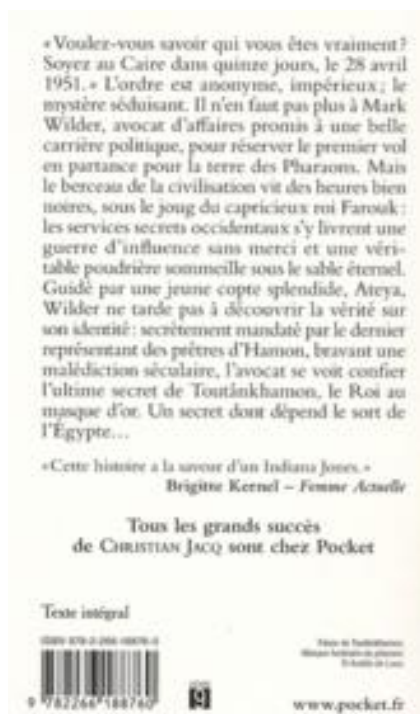 «Voulez-vous savoir qui vous êtes vraiment?
Soyez au Caire dans quinze jours, le 28 avril
1951.» L'ordre est anonyme, impérieux; le
mystère séduisant. Il n'en faut pas plus à Mark
Wilder, avocat d'affaires promis à une belle
carrière politique, pour réserver le premier vol
en partance pour la terre des Pharaons. Mais
le berceau de la civilisation vit des heures bien
noires, sous le joug du capricieux roi Farouk:
les services secrets occidentaux s'y livrent une
guerre d'influence sans merci et une véri-
table poudrière sommeille sous le sable éternel.
Guidé par une jeune copte splendide, Ateya,
Wilder ne tarde pas à découvrir la vérité sur
son identité: secrètement mandaté par le dernier
représentant des prêtres d'Hamon, bravant une
malédiction séculaire, l'avocat se voit confier
l'ultime secret de Toutânkhamon, le Roi au
masque d'or. Un secret dont dépend le sort de
l'Égypte…
«Cette histoire a la saveur d'un Indiana Jones.»
Brigitte Kernel – Femme Actuelle
Tous les grands succès
de CHRISTIAN JACQ sont chez Pocket
Texte intégral
ISBN 978-2-266-18876-0
9 782266 188760
www.pocket.fr